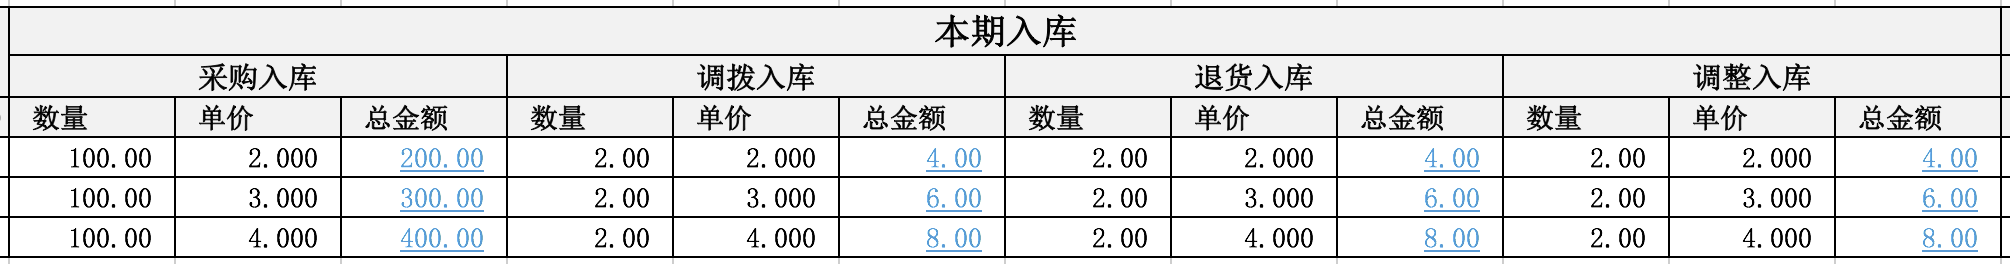 本期入库
采购入库 调拨入库 退货入库 调整入库
数量 单价 总金额 数量 单价 总金额 数量 单价 总金额 数量 单价 总金额
100.00 2.000 200.00 2.00 2.000 4.00 2.00 2.000 4.00 2.00 2.000 4.00
100.00 3.000 300.00 2.00 3.000 6.00 2.00 3.000 6.00 2.00 3.000 6.00
100.00 4.000 400.00 2.00 4.000 8.00 2.00 4.000 8.00 2.00 4.000 8.00